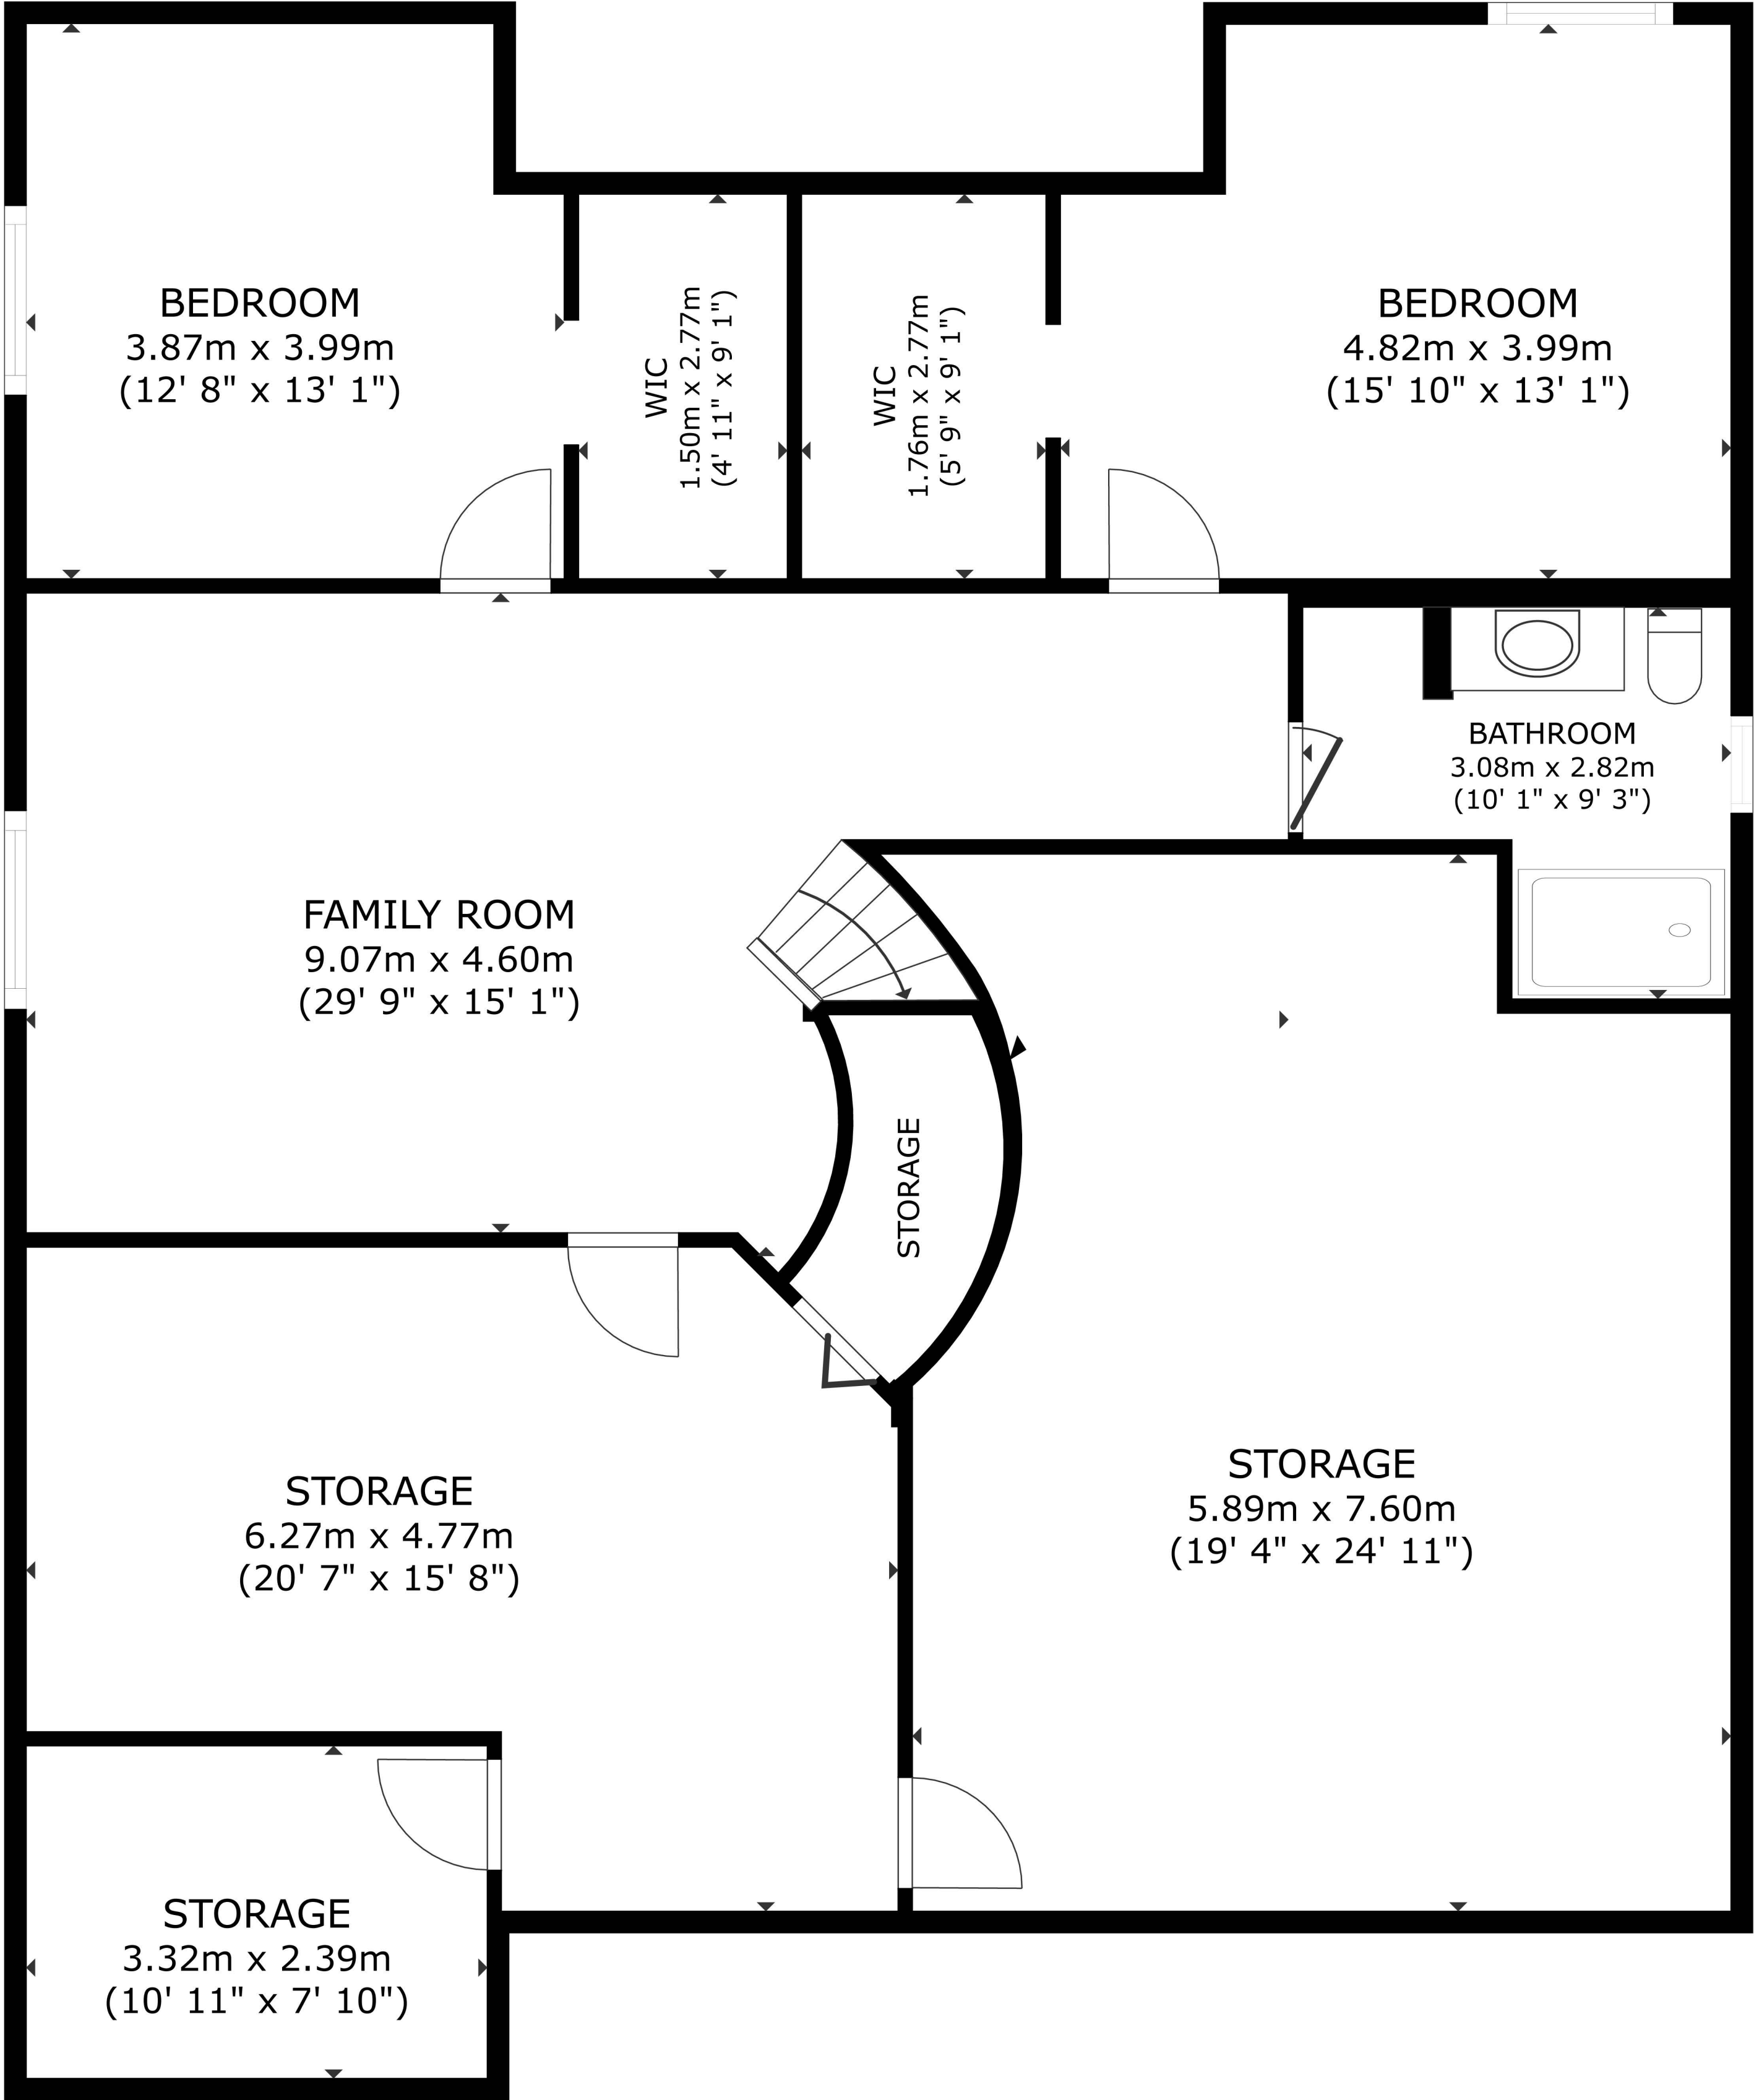 BEDROOM
3.87m x 3.99m
(12' 8" x 13' 1")
WIC
1.50m x 2.77m
(4' 11" x 9' 1")
WIC
1.76m x 2.77m
(5' 9" x 9' 1")
BEDROOM
4.82m x 3.99m
(15' 10" x 13' 1")
BATHROOM
3.08m x 2.82m
(10' 1" x 9' 3")
FAMILY ROOM
9.07m x 4.60m
(29' 9" x 15' 1")
STORAGE
STORAGE
6.27m x 4.77m
(20' 7" x 15' 8")
STORAGE
5.89m x 7.60m
(19' 4" x 24' 11")
STORAGE
3.32m x 2.39m
(10' 11" x 7' 10")